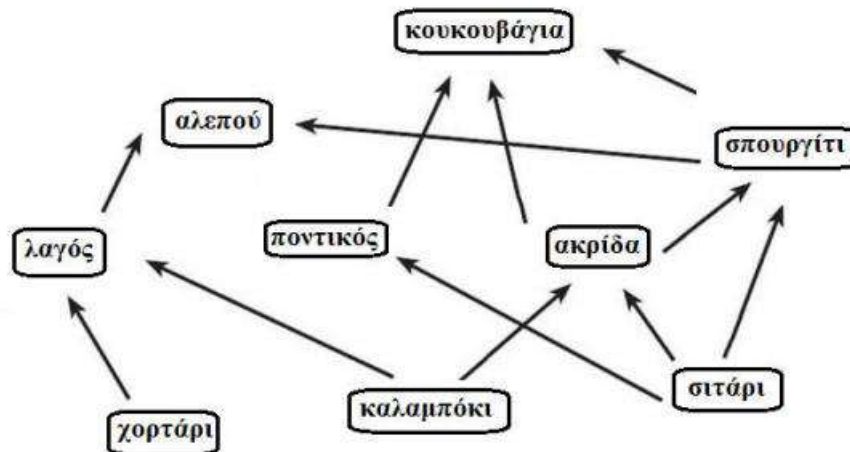 κουκουβάγια
αλεπού
σπουργίτι
λαγός
ποντικός
ακρίδα
χορτάρι
καλαμπόκι
σιτάρι